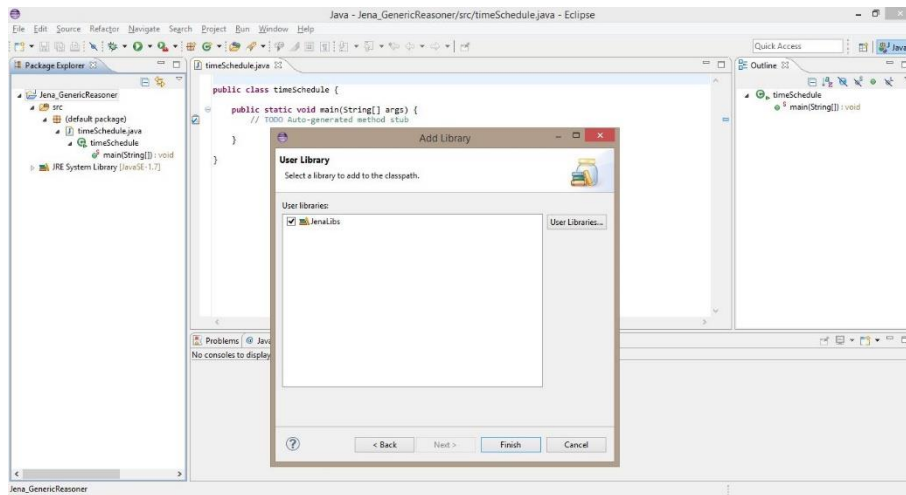 Java - Jena_GenericReasoner/src/timeSchedule.java - Eclipse
File Edit Source Refactor Navigate Search Project Run Window Help
Quick Access
Java
Package Explorer
timeSchedule.java
Outline
Jena_GenericReasoner
src
(default package)
timeSchedule.java
timeSchedule
main(String[]) : void
JRE System Library [JavaSE-1.7]
public class timeSchedule {
public static void main(String[] args) {
// TODO Auto-generated method stub
}
}
timeSchedule
main(String[]) : void
Add Library
User Library
Select a library to add to the classpath.
User libraries:
JenaLibs
User Libraries...
< Back Next > Finish Cancel
Problems @ Java
No consoles to display
Jena_GenericReasoner